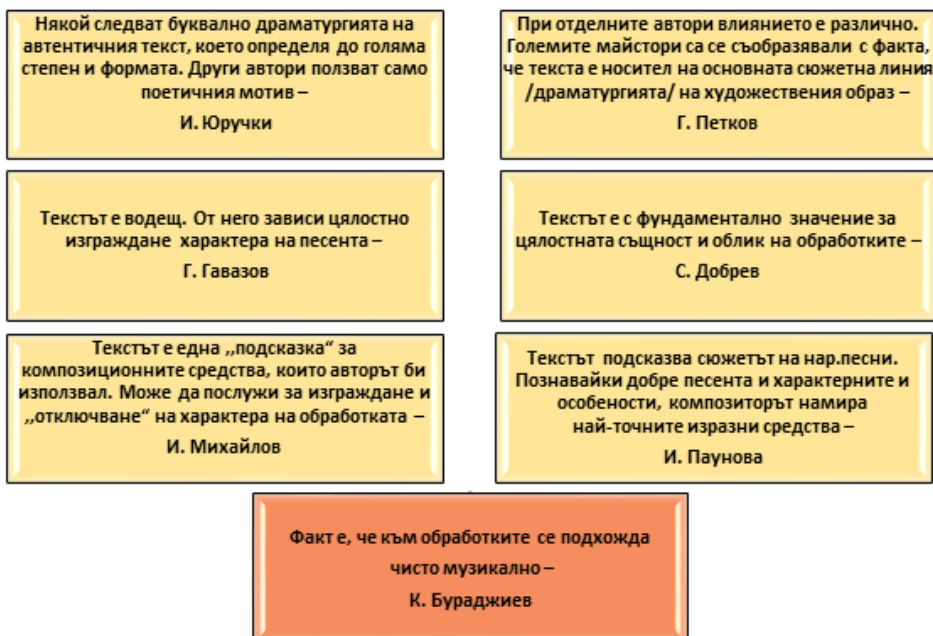 Някой следват буквално драматургията на
автентичния текст, което определя до голяма
степен и формата. Други автори ползват само
поетичния мотив –
И. Юручки
При отделните автори влиянието е различно.
Големите майстори са се съобразявали с факта,
че текста е носител на основната сюжетна линия
/драматургията/ на художествения образ –
Г. Петков
Текстът е водещ. От него зависи цялостно
изграждане характера на песента –
Г. Гавазов
Текстът е с фундаментално значение за
цялостната същност и облик на обработките –
С. Добрев
Текстът е една „подсказка“ за
композиционните средства, които авторът би
използвал. Може да послужи за изграждане и
„отключване“ на характера на обработката –
И. Михайлов
Текстът подсказва сюжетът на нар.песни.
Познавайки добре песента и характерните и
особености, композиторът намира
най-точните изразни средства –
И. Паунова
Факт е, че към обработките се подхожда
чисто музикално –
К. Бураджиев